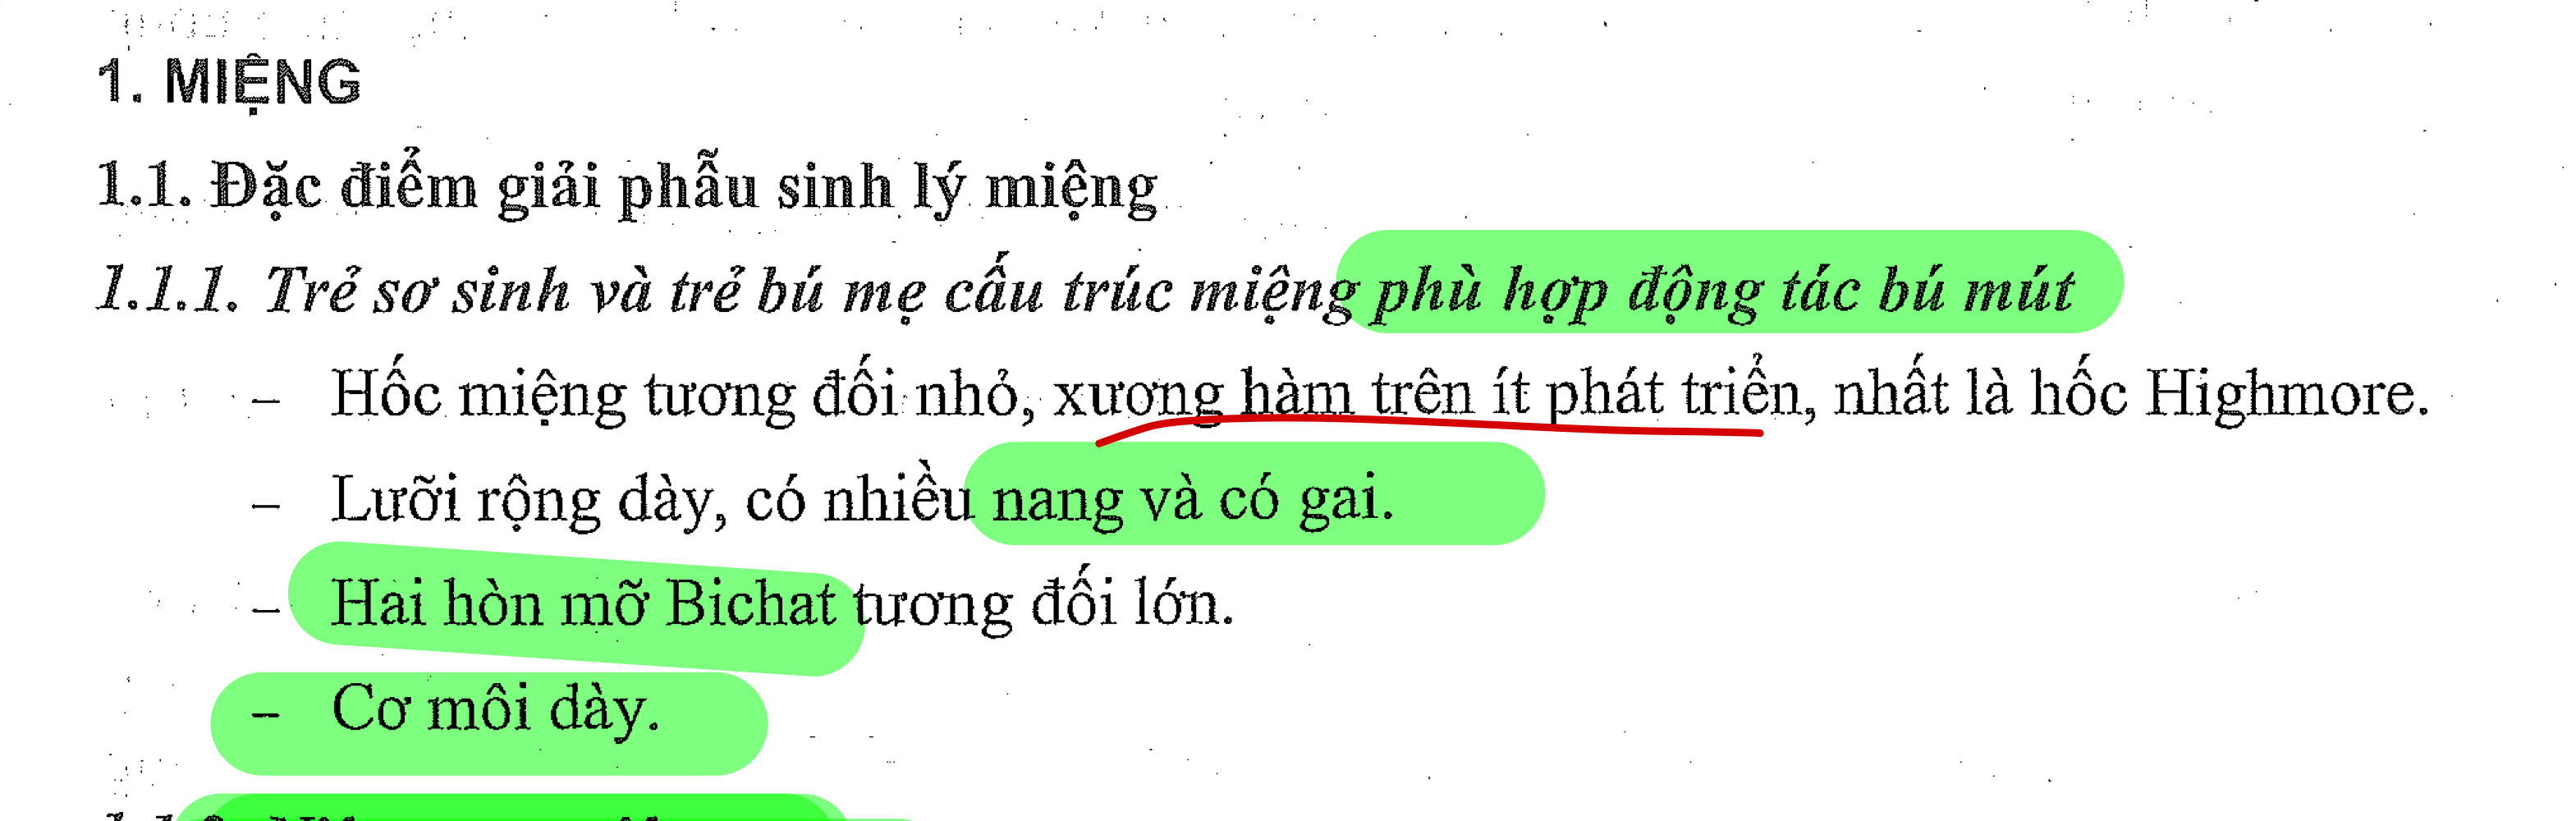 1. MIỆNG
1.1. Đặc điểm giải phẫu sinh lý miệng
1.1.1. Trẻ sơ sinh và trẻ bú mẹ cấu trúc miệng phù hợp động tác bú mút
– Hốc miệng tương đối nhỏ, xương hàm trên ít phát triển, nhất là hốc Highmore.
– Lưỡi rộng dày, có nhiều nang và có gai.
– Hai hòn mỡ Bichat tương đối lớn.
– Cơ môi dày.